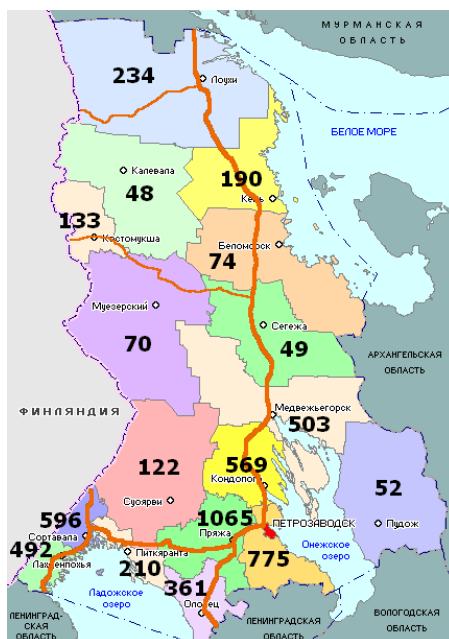 МУРМАНСКАЯ
ОБЛАСТЬ
234
Лоухи
БЕЛОЕ МОРЕ
Калевала
48
190
Кемь
133
Костомукша
Беломорск
74
Муезерский
Сегежа
70
49
АРХАНГЕЛЬСКАЯ
ОБЛАСТЬ
ФИНЛЯНДИЯ
Медвежьегорск
503
122
569
Кондопога
52
Суоярви
596
1065
ПЕТРОЗАВОДСК
Пудож
Сортавала
Пряжа
492
Питкяранта
Онежское
озеро
Лахденпохья
210
775
Ладожское
озеро
361
Олонец
ЛЕНИНГРАД-
СКАЯ
ОБЛАСТЬ
ЛЕНИНГРАДСКАЯ
ОБЛАСТЬ
ВОЛОГОДСКАЯ
ОБЛАСТЬ